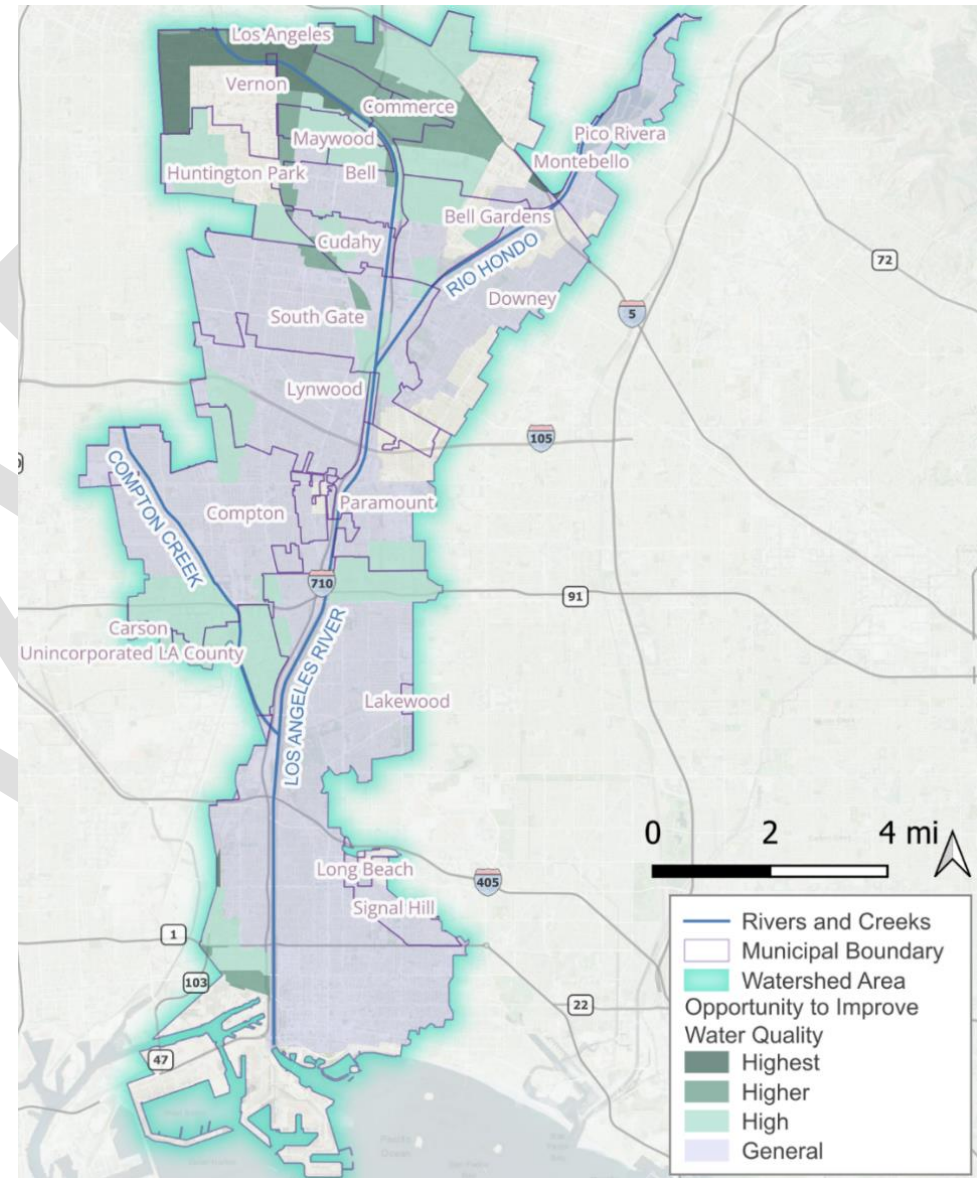 Los Angeles
Vernon
Commerce
Maywood
Pico Rivera
Montebello
Huntington Park
Bell
Bell Gardens
Cudahy
RIO HONDO
72
Downey
5
South Gate
Lynwood
105
COMPTON CREEK
Compton
Paramount
710
91
Carson
Unincorporated LA County
LOS ANGELES RIVER
Lakewood
0 2 4 mi
Long Beach
405
Signal Hill
1
103
22
47
Rivers and Creeks
Municipal Boundary
Watershed Area
Opportunity to Improve
Water Quality
Highest
Higher
High
General